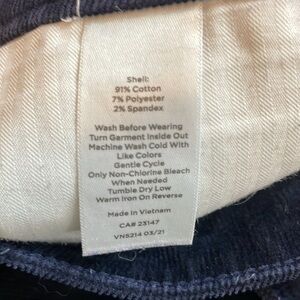 Shell:
91% Cotton
7% Polyester
2% Spandex
Wash Before Wearing
Turn Garment Inside Out
Machine Wash Cold With
Like Colors
Gentle Cycle
Only Non-Chlorine Bleach
When Needed
Tumble Dry Low
Warm Iron On Reverse
Made In Vietnam
CA# 23147
VN5214 03/21